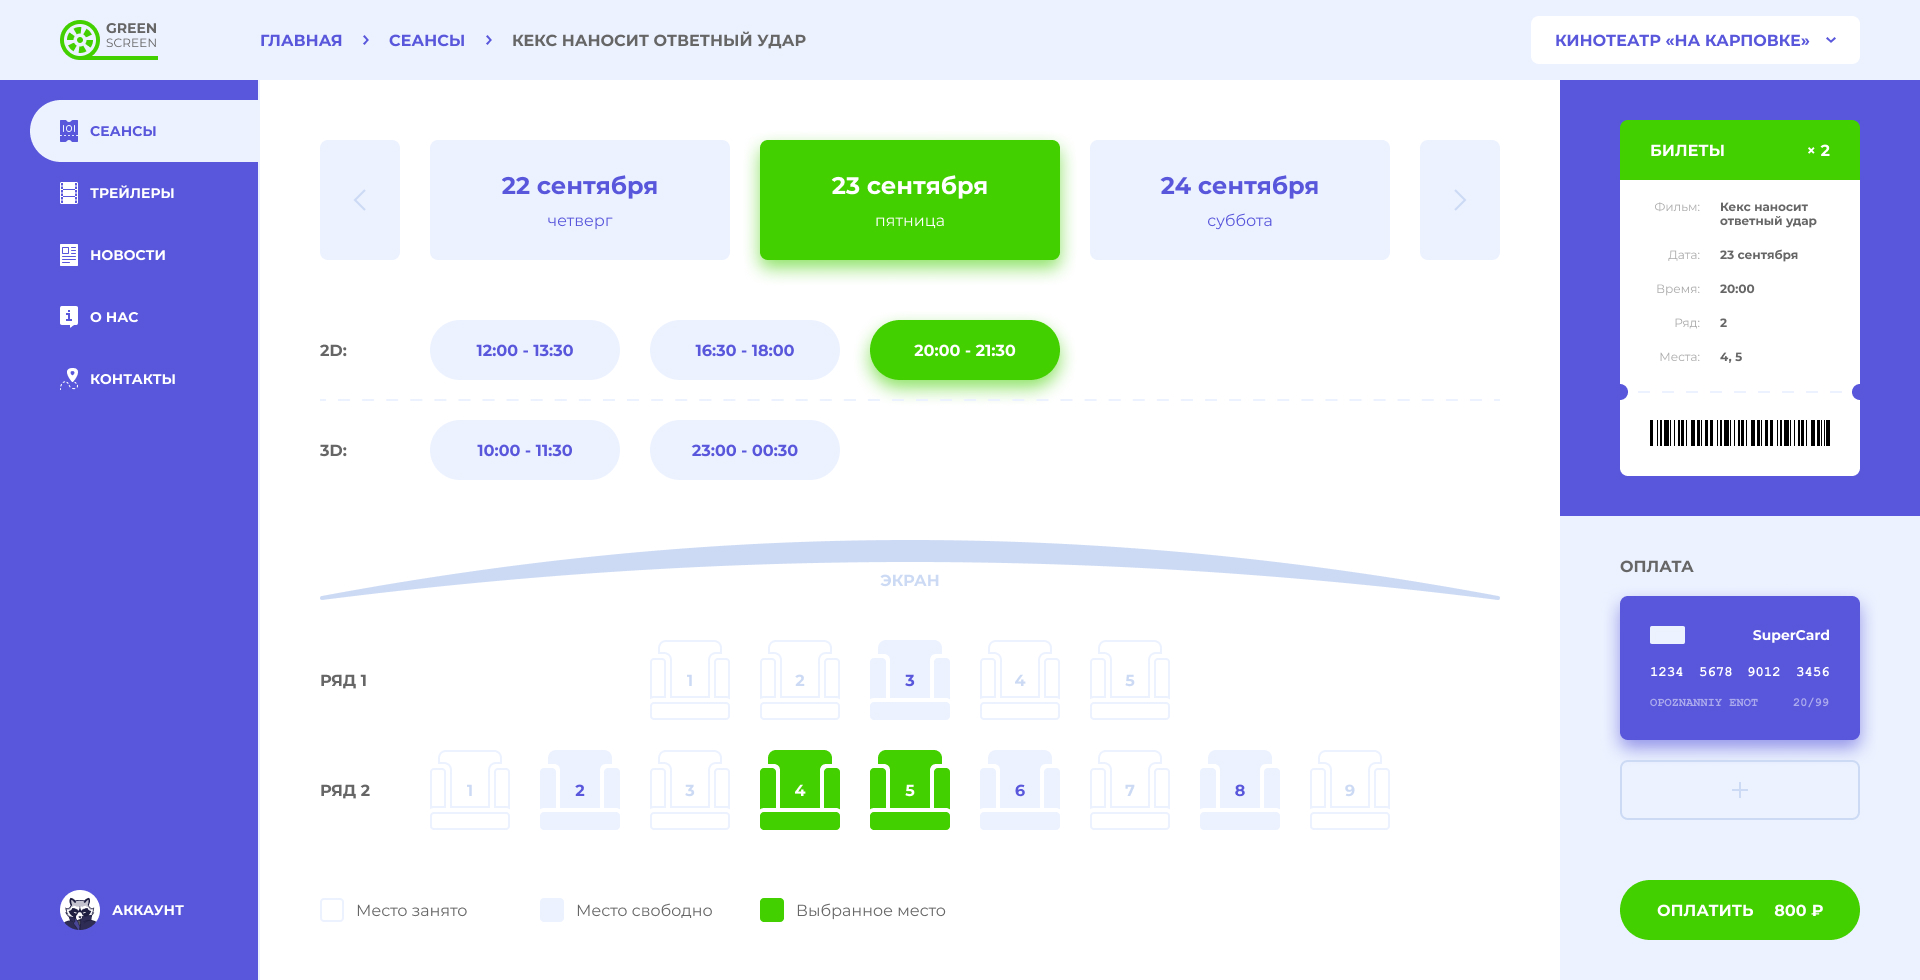 GREEN
SCREEN
ГЛАВНАЯ > СЕАНСЫ > КЕКС НАНОСИТ ОТВЕТНЫЙ УДАР
КИНОТЕАТР «НА КАРПОВКЕ»
СЕАНСЫ
ТРЕЙЛЕРЫ
НОВОСТИ
О НАС
КОНТАКТЫ
АККАУНТ
22 сентября
четверг
23 сентября
пятница
24 сентября
суббота
2D: 12:00 - 13:30 16:30 - 18:00 20:00 - 21:30
3D: 10:00 - 11:30 23:00 - 00:30
ЭКРАН
РЯД 1 1 2 3 4 5
РЯД 2 1 2 3 4 5 6 7 8 9
Место занято Место свободно Выбранное место
БИЛЕТЫ × 2
Фильм: Кекс наносит
ответный удар
Дата: 23 сентября
Время: 20:00
Ряд: 2
Места: 4, 5
ОПЛАТА
SuperCard
1234 5678 9012 3456
OPOZNANNIY ENOT 20/99
+
ОПЛАТИТЬ 800 ₽